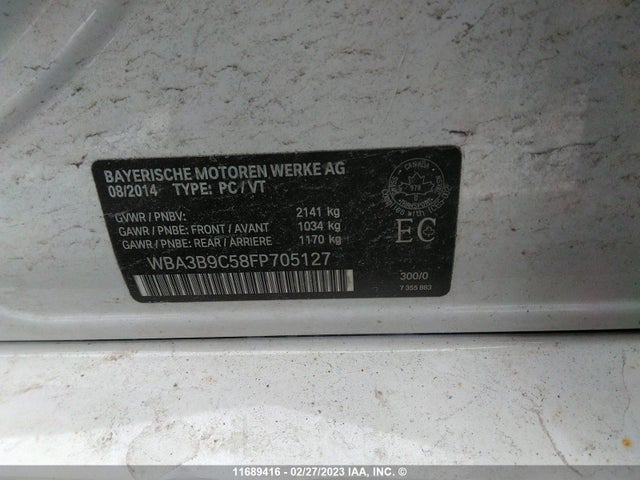 BAYERISCHE MOTOREN WERKE AG
08/2014 TYPE: PC / VT
GVWR / PNBV: 2141 kg
GAWR / PNBE: FRONT / AVANT 1034 kg
GAWR / PNBE: REAR / ARRIERE 1170 kg
WBA3B9C58FP705127
CANADA
EC
300/0
7 355 883
11689416 - 02/27/2023 IAA, INC. ©